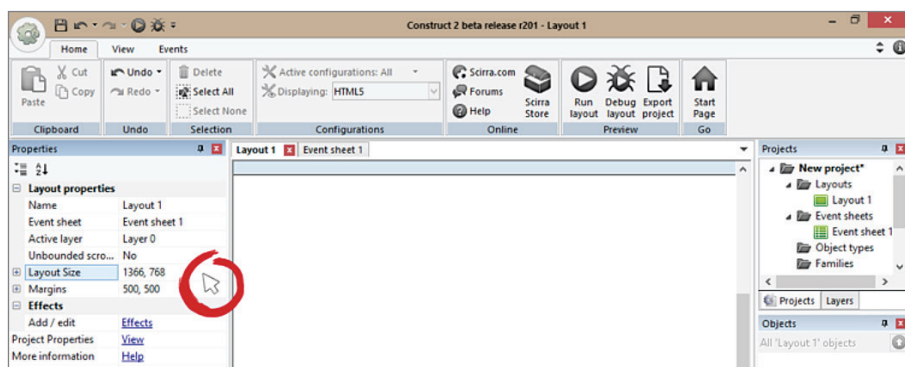 Construct 2 beta release r201 - Layout 1
Home View Events
Paste
Cut
Copy
Clipboard
Undo
Redo
Undo
Delete
Select All
Select None
Selection
Active configurations: All
Displaying: HTML5
Configurations
Scirra.com
Forums
Help
Scirra Store
Online
Run layout
Debug layout
Export project
Preview
Start Page
Go
Properties
Layout properties
Name Layout 1
Event sheet Event sheet 1
Active layer Layer 0
Unbounded scro... No
Layout Size 1366, 768
Margins 500, 500
Effects
Add / edit Effects
Project Properties View
More information Help
Layout 1 Event sheet 1
Projects
New project*
Layouts
Layout 1
Event sheets
Event sheet 1
Object types
Families
Projects Layers
Objects
All 'Layout 1' objects